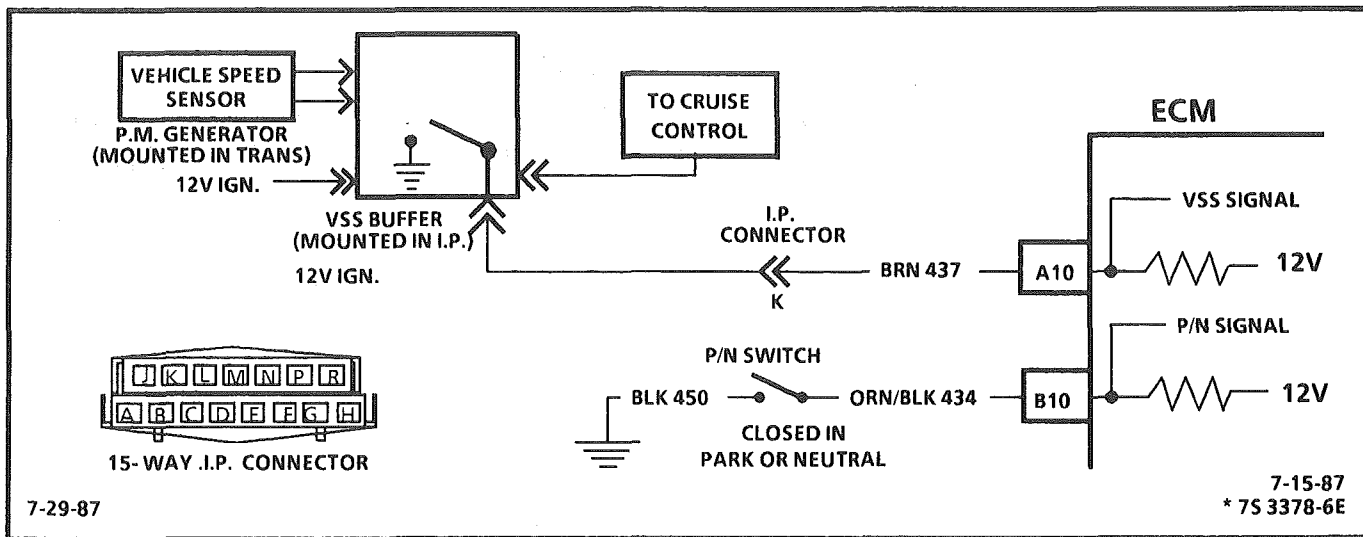 VEHICLE SPEED
SENSOR
P.M. GENERATOR
(MOUNTED IN TRANS)
12V IGN.
VSS BUFFER
(MOUNTED IN I.P.)
12V IGN.
TO CRUISE
CONTROL
I.P.
CONNECTOR
K
BRN 437
ECM
A10
VSS SIGNAL
12V
P/N SIGNAL
B10
12V
P/N SWITCH
BLK 450
ORN/BLK 434
CLOSED IN
PARK OR NEUTRAL
J K L M N P R
A B C D E F G H
15-WAY .I.P. CONNECTOR
7-29-87
7-15-87
* 7S 3378-6E